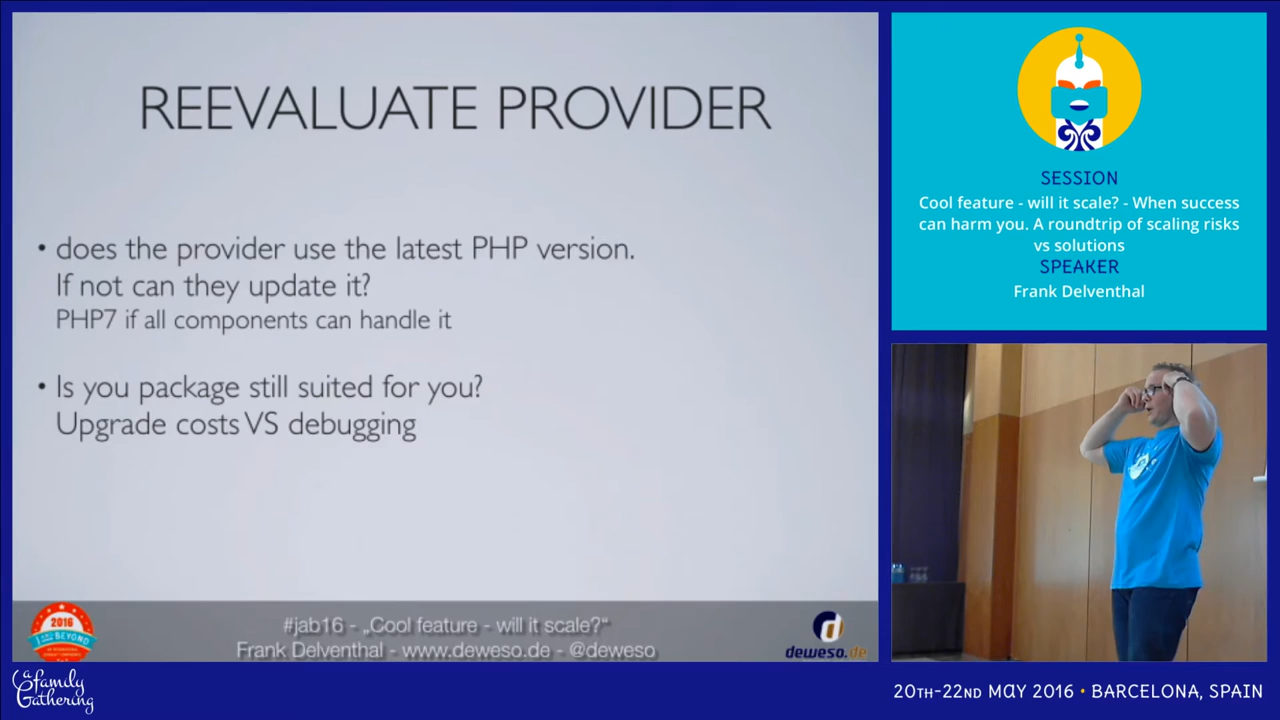 REEVALUATE PROVIDER
• does the provider use the latest PHP version.
If not can they update it?
PHP7 if all components can handle it
• Is you package still suited for you?
Upgrade costs VS debugging
2016
BEYOND
#jab16 - „Cool feature - will it scale?“
Frank Delventhal - www.deweso.de - @deweso
deweso.de
SESSION
Cool feature - will it scale? - When success
can harm you. A roundtrip of scaling risks
vs solutions
SPEAKER
Frank Delventhal
a family
Gathering
20TH-22ND MAY 2016 • BARCELONA, SPAIN